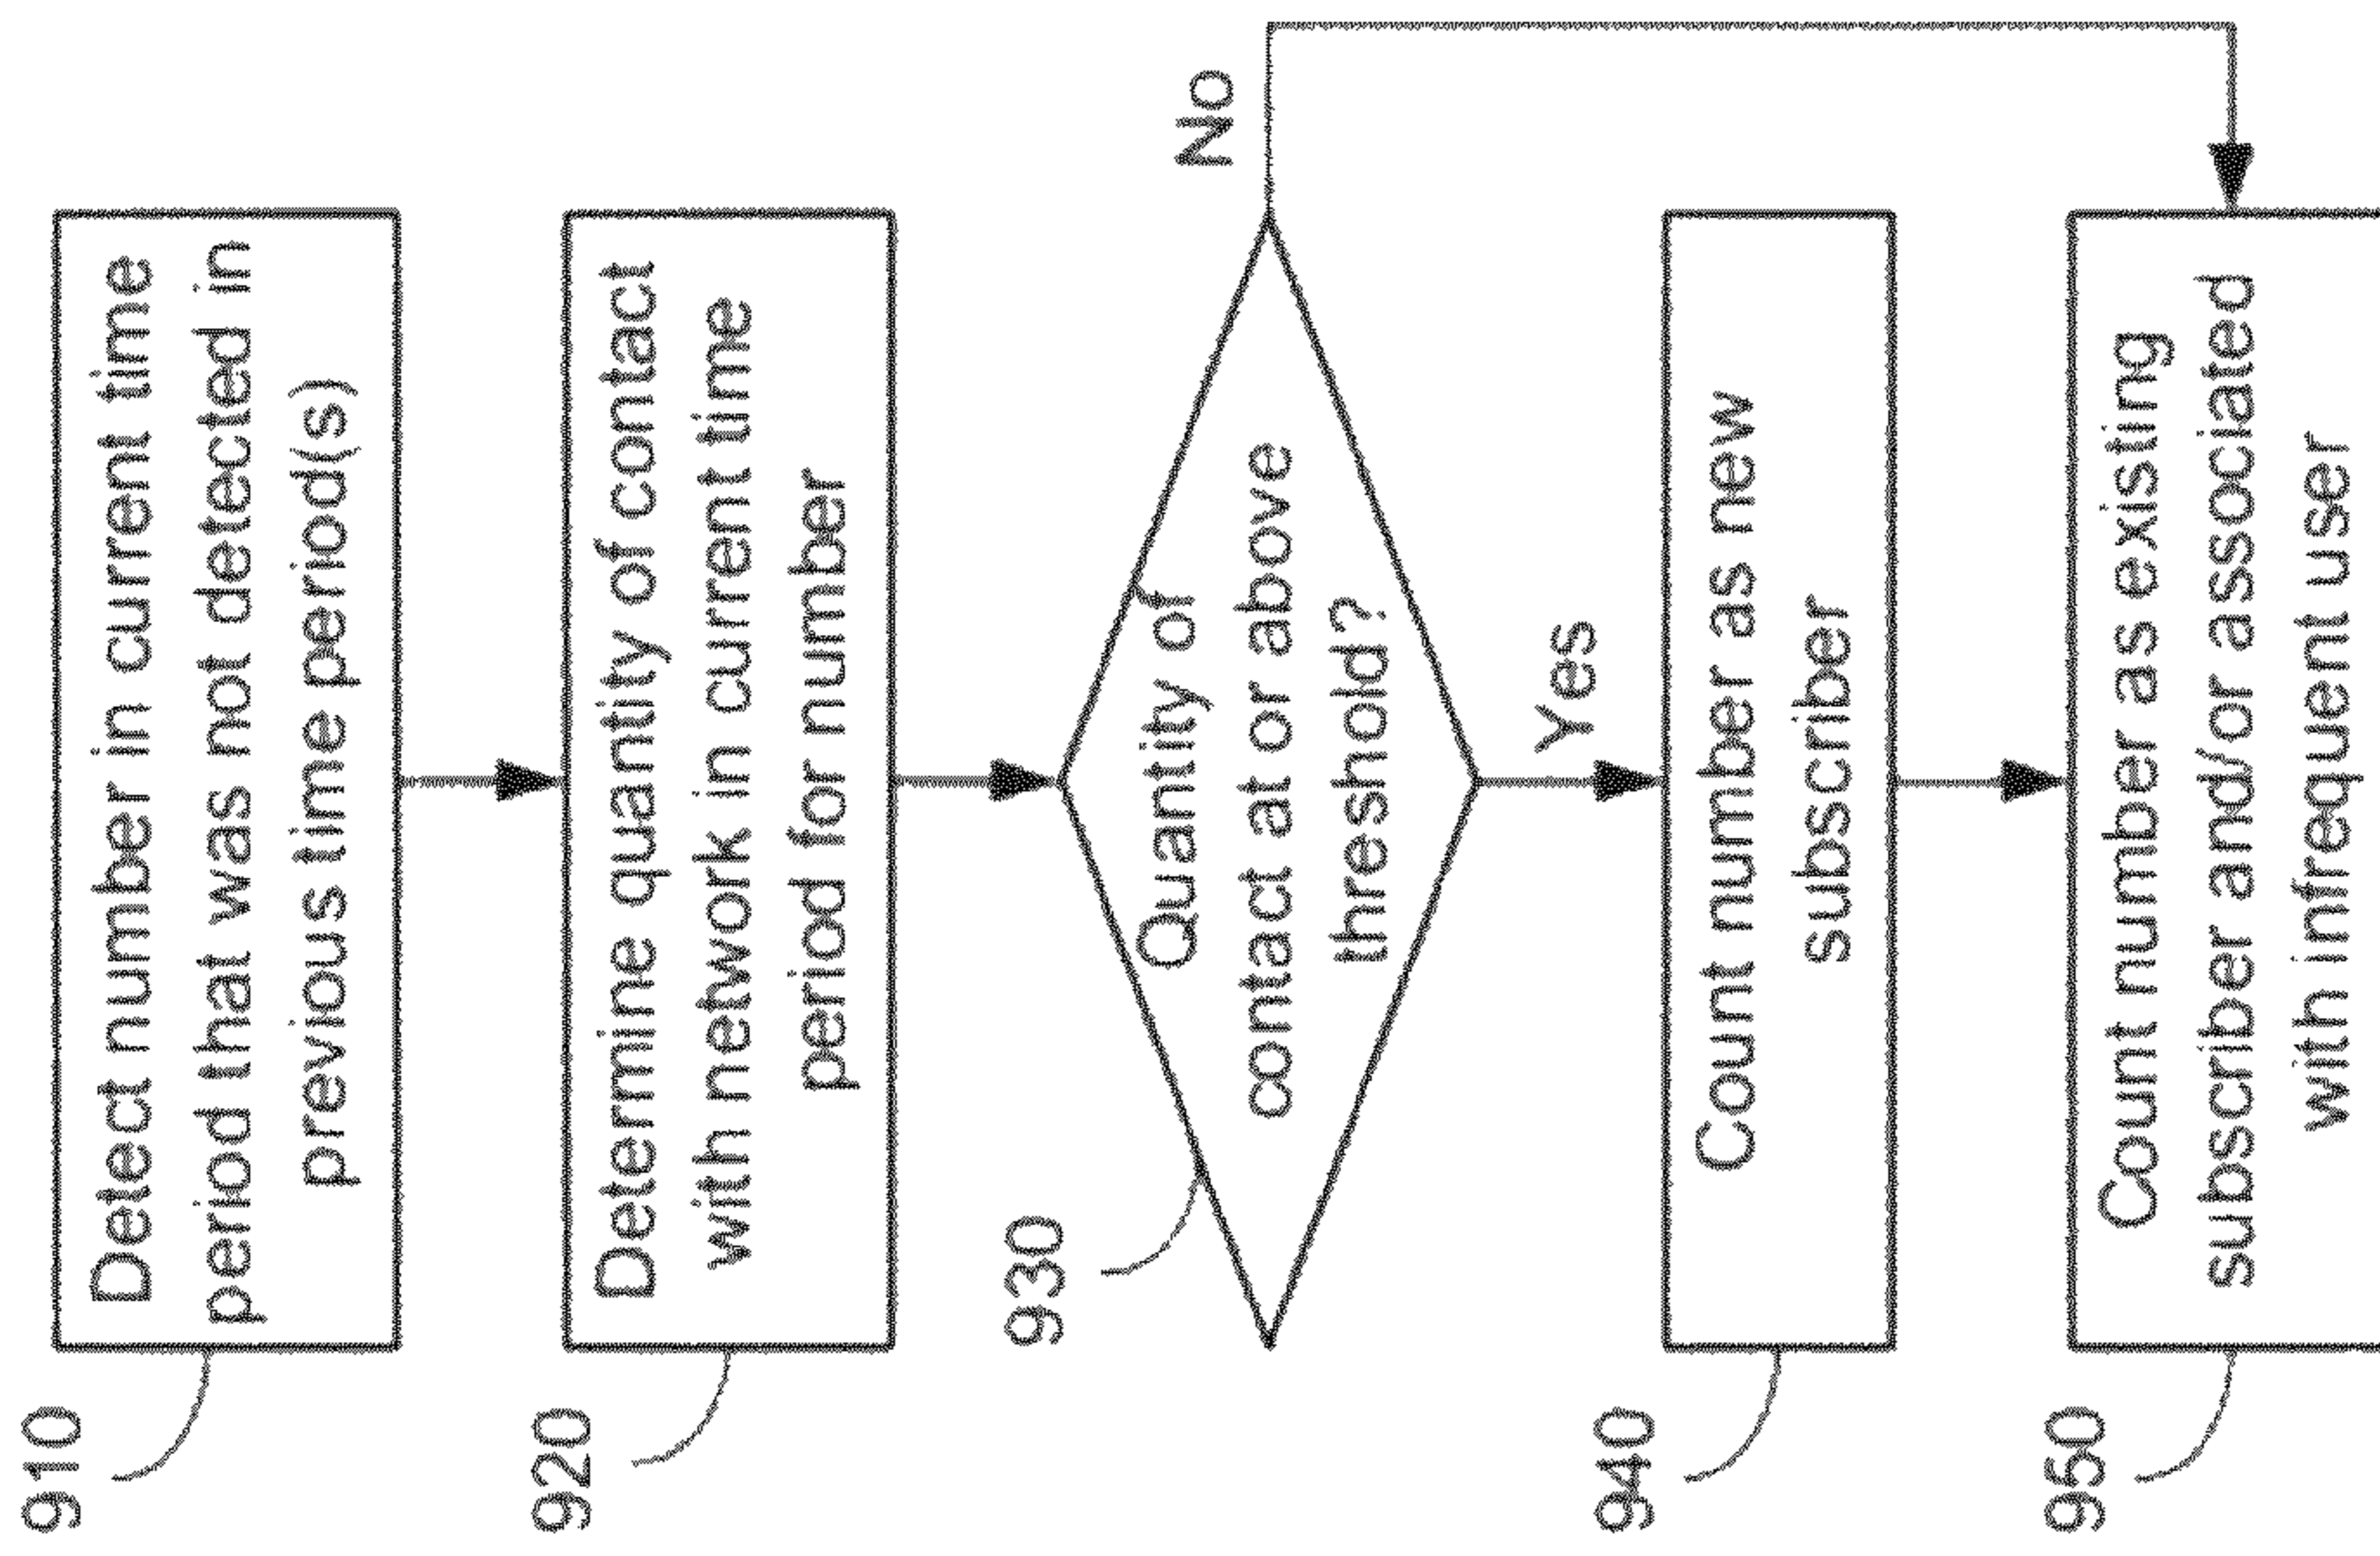 910
Detect number in current time
period that was not detected in
previous time period(s)
920
Determine quantity of contact
with network in current time
period for number
930
Quantity of
contact at or above
threshold?
No
Yes
940
Count number as new
subscriber
950
Count number as existing
subscriber and/or associated
with infrequent user